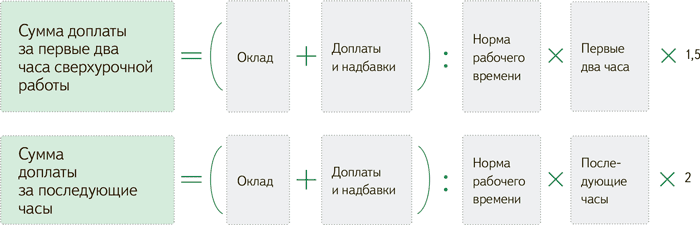 Сумма доплаты
за первые два
часа сверхурочной
работы
=
(
Оклад
+
Доплаты
и надбавки
)
:
Норма
рабочего
времени
×
Первые
два часа
×
1,5
Сумма
доплаты
за последующие
часы
=
(
Оклад
+
Доплаты
и надбавки
)
:
Норма
рабочего
времени
×
После-
дующие
часы
×
2